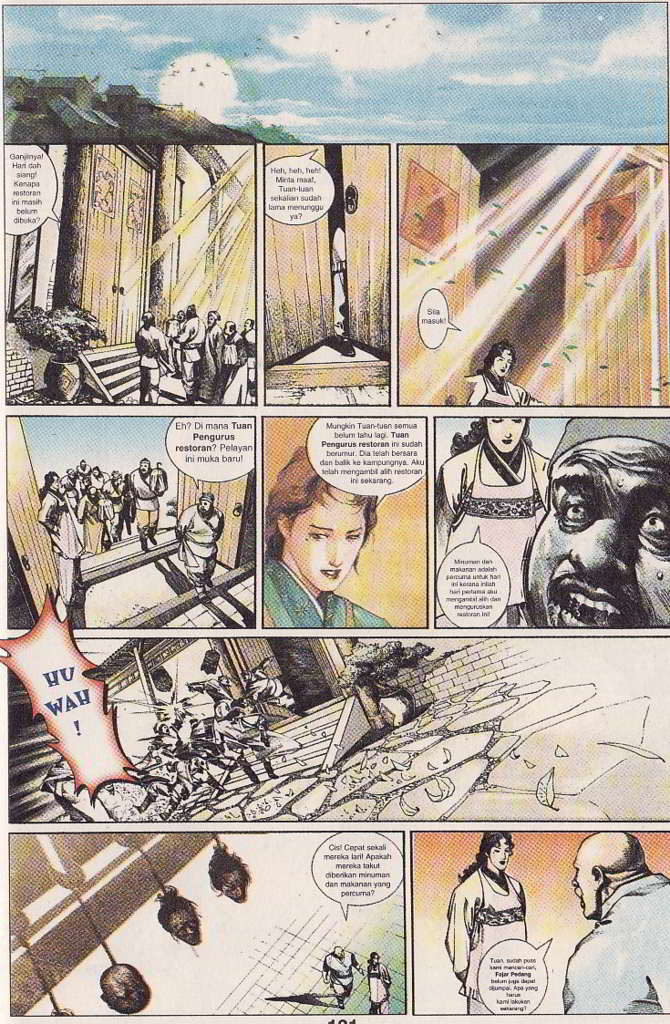 Ganjilnya!
Hari dah
siang!
Kenapa
restoran
ini masih
belum
dibuka?
Heh, heh, heh!
Minta maaf,
Tuan-tuan
sekalian sudah
lama menunggu
ya?
Sila
masuk!
Eh? Di mana Tuan
Pengurus
restoran? Pelayan
ini muka baru!
Mungkin Tuan-tuan semua
belum tahu lagi. Tuan
Pengurus restoran ini sudah
berumur. Dia telah bersara
dan balik ke kampungnya. Aku
telah mengambil alih restoran
ini sekarang.
Minuman dan
makanan adalah
percuma untuk hari
ini kerana inilah
hari pertama aku
mengambil alih dan
menguruskan
restoran ini!
HU
WAH
!
Cis! Cepat sekali
mereka lari! Apakah
mereka takut
diberikan minuman
dan makanan yang
percuma?
Tuan, sudah puas
kami mencari-cari,
Fajar Pedang
belum juga dapat
dijumpai. Apa yang
harus
kami lakukan
sekarang?